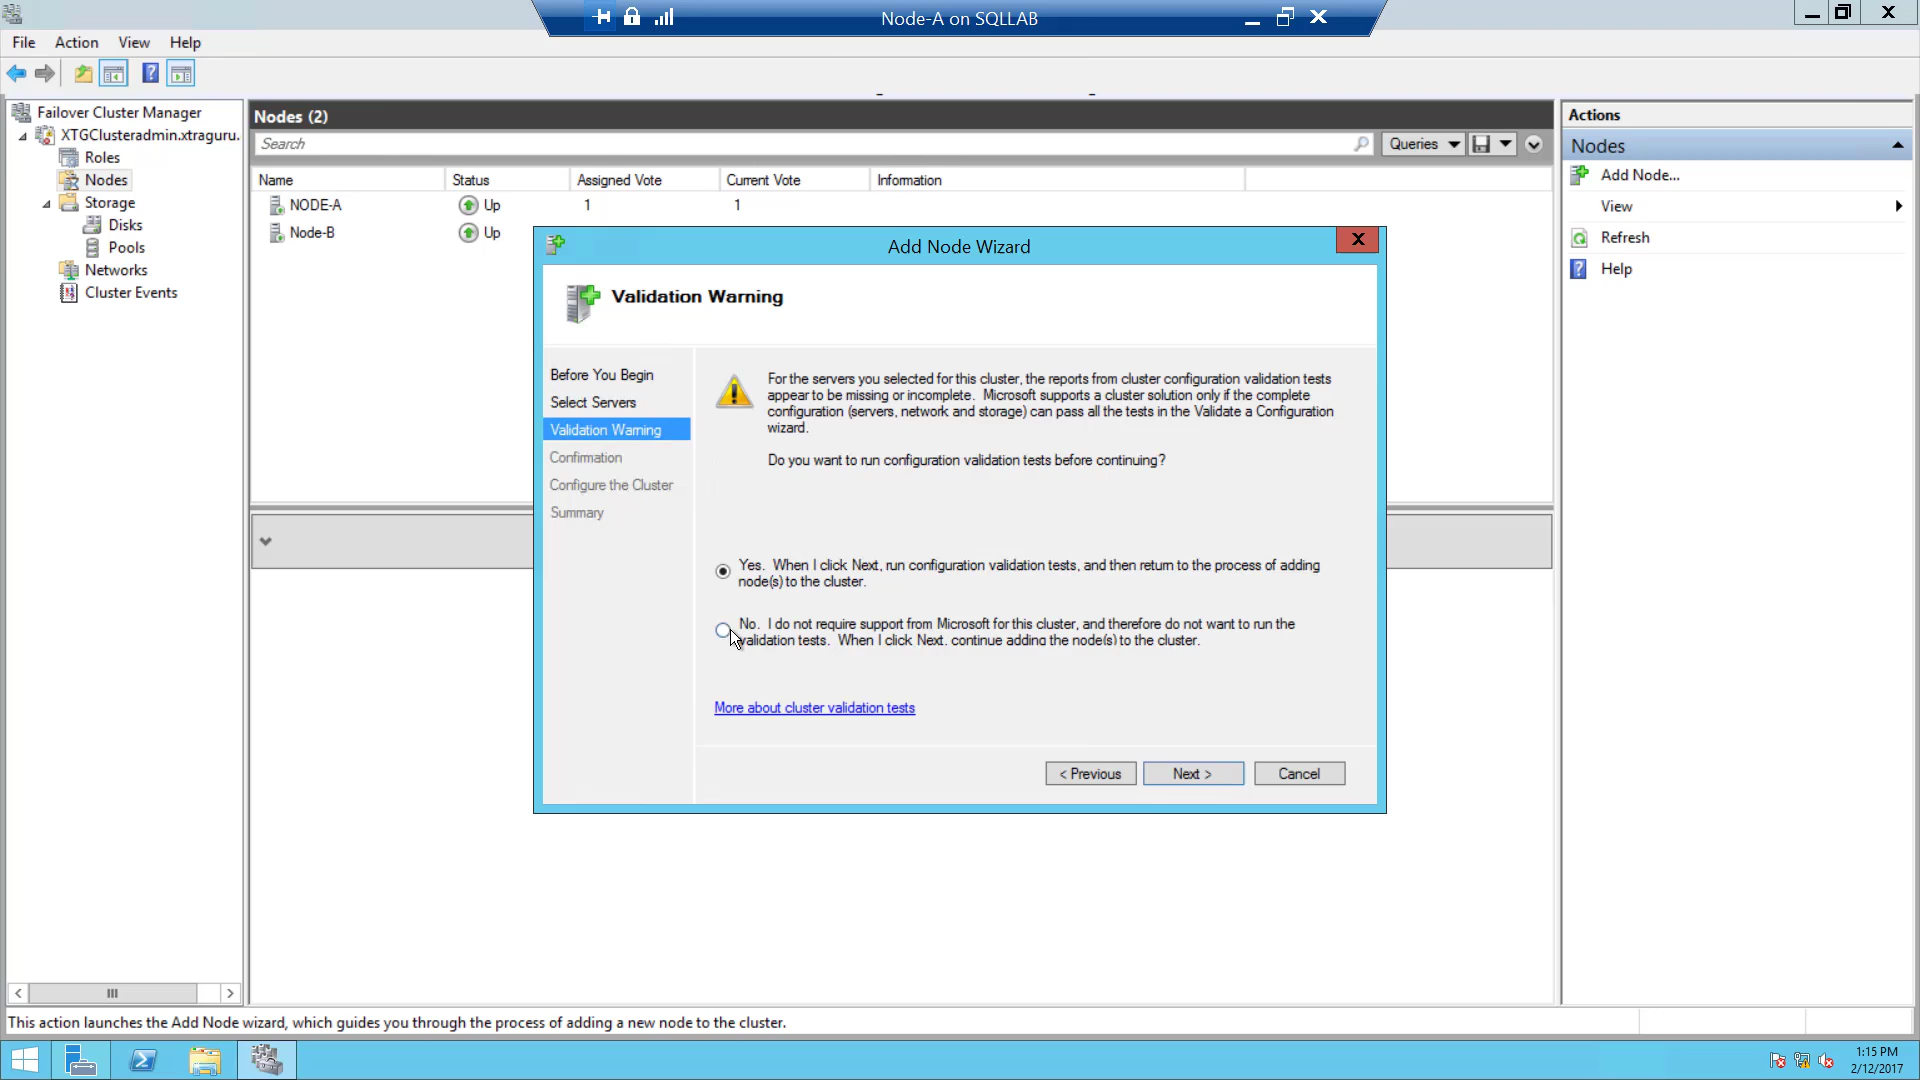 Node-A on SQLLAB
File Action View Help
Failover Cluster Manager
XTGClusteradmin.xtraguru.
Roles
Nodes
Storage
Disks
Pools
Networks
Cluster Events
Nodes (2)
Search
Queries
Name Status Assigned Vote Current Vote Information
NODE-A Up 1 1
Node-B Up
Actions
Nodes
Add Node...
View
Refresh
Help
Add Node Wizard
Validation Warning
Before You Begin
Select Servers
Validation Warning
Confirmation
Configure the Cluster
Summary
For the servers you selected for this cluster, the reports from cluster configuration validation tests
appear to be missing or incomplete. Microsoft supports a cluster solution only if the complete
configuration (servers, network and storage) can pass all the tests in the Validate a Configuration
wizard.
Do you want to run configuration validation tests before continuing?
Yes. When I click Next, run configuration validation tests, and then return to the process of adding
node(s) to the cluster.
No. I do not require support from Microsoft for this cluster, and therefore do not want to run the
validation tests. When I click Next, continue adding the node(s) to the cluster.
More about cluster validation tests
< Previous Next > Cancel
This action launches the Add Node wizard, which guides you through the process of adding a new node to the cluster.
1:15 PM
2/12/2017